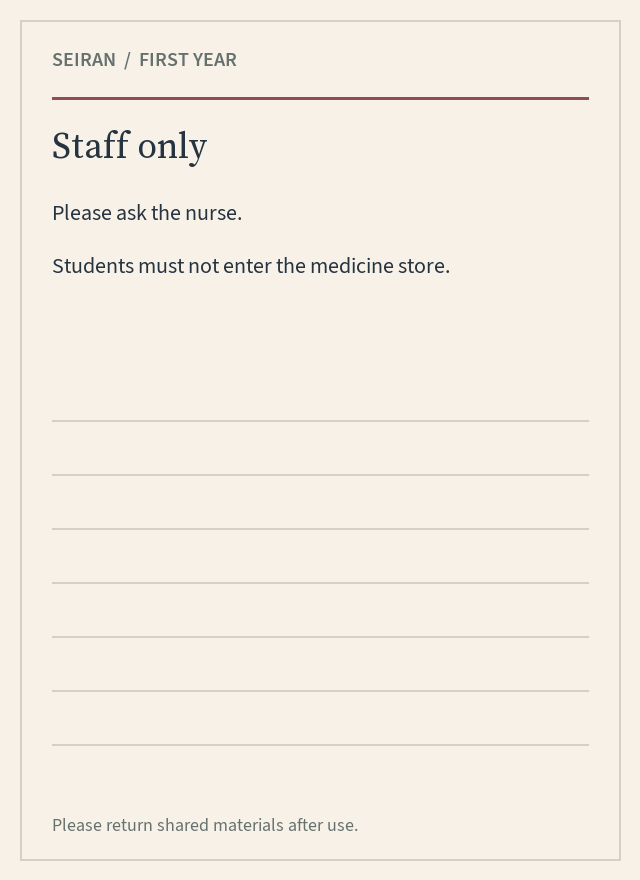 SEIRAN / FIRST YEAR
Staff only
Please ask the nurse.
Students must not enter the medicine store.
Please return shared materials after use.